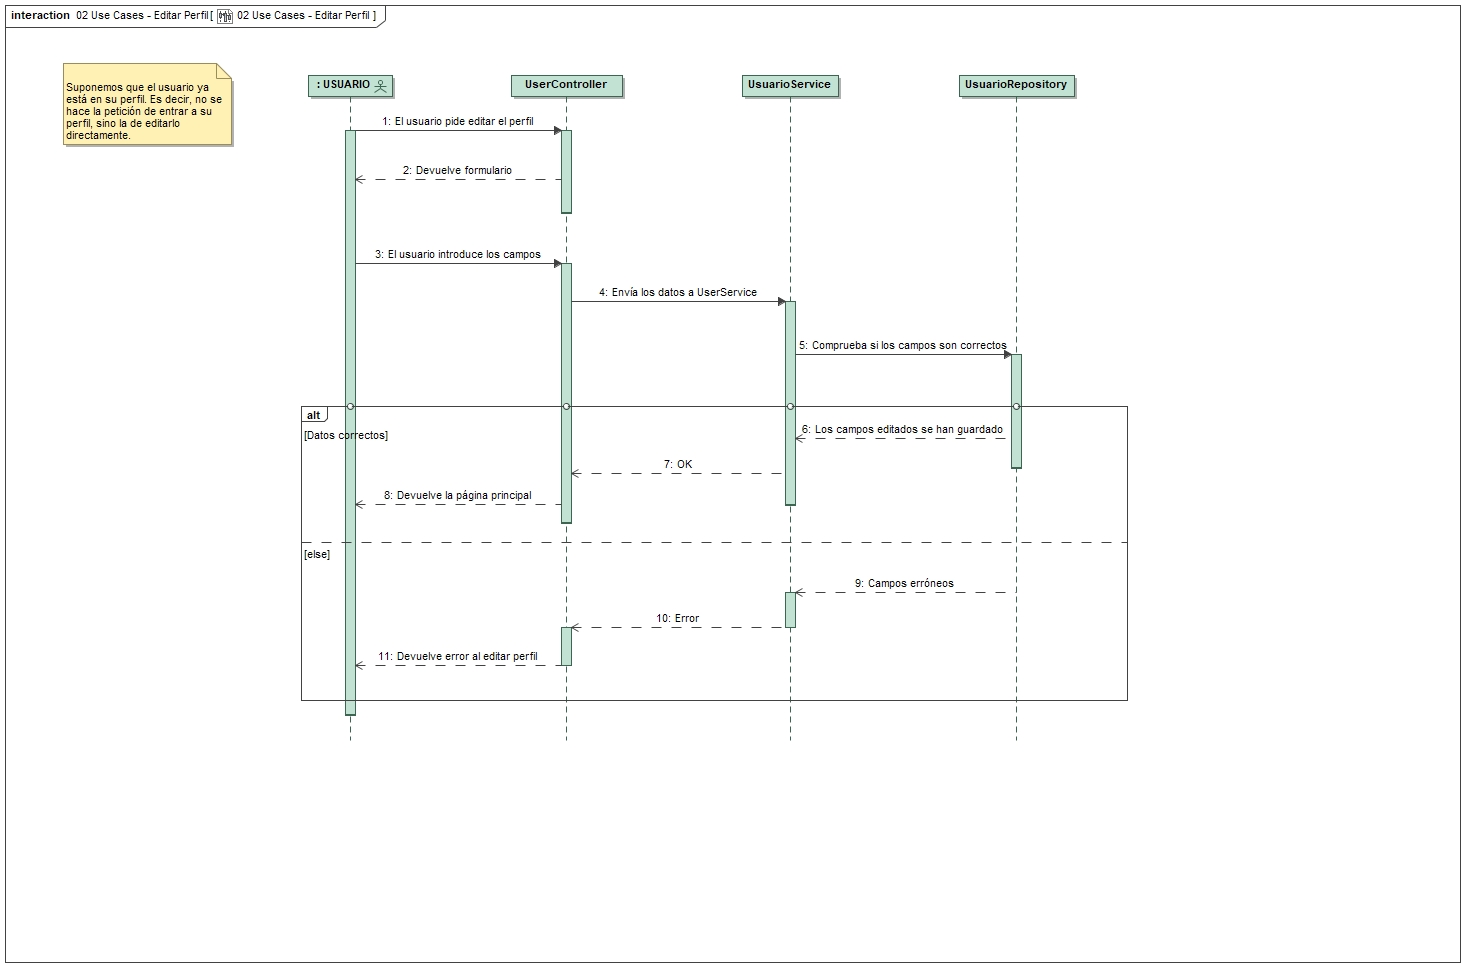 interaction 02 Use Cases - Editar Perfil[ 02 Use Cases - Editar Perfil ]
Suponemos que el usuario ya
está en su perfil. Es decir, no se
hace la petición de entrar a su
perfil, sino la de editarlo
directamente.
: USUARIO
UserController
UsuarioService
UsuarioRepository
1: El usuario pide editar el perfil
2: Devuelve formulario
3: El usuario introduce los campos
4: Envía los datos a UserService
5: Comprueba si los campos son correctos
alt
[Datos correctos]
6: Los campos editados se han guardado
7: OK
8: Devuelve la página principal
[else]
9: Campos erróneos
10: Error
11: Devuelve error al editar perfil